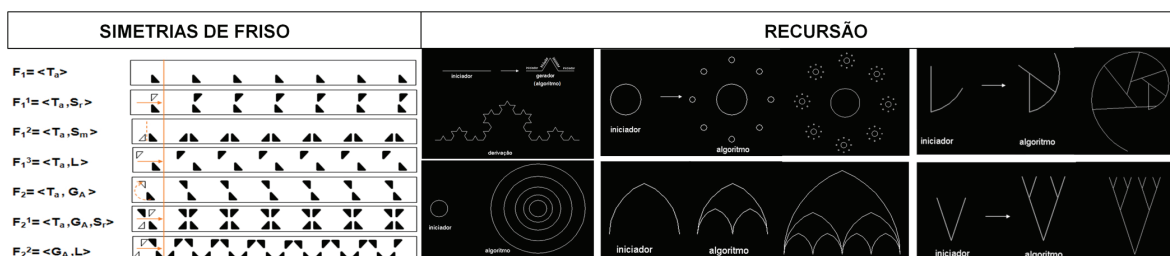 SIMETRIAS DE FRISO
RECURSÃO
F₁= <Tₐ>
F₁¹= <Tₐ,Sᵣ>
F₁²= <Tₐ,Sₘ>
F₁³= <Tₐ,L>
F₂= <Tₐ, G_A>
F₂¹= <Tₐ,G_A,Sᵣ>
F₂²= <G_A,L>
iniciador
gerador
(algoritmo)
derivação
iniciador
algoritmo
iniciador
algoritmo
iniciador
algoritmo
iniciador
algoritmo
iniciador
algoritmo